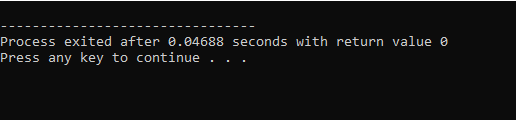 --------------------------------
Process exited after 0.04688 seconds with return value 0
Press any key to continue . . .